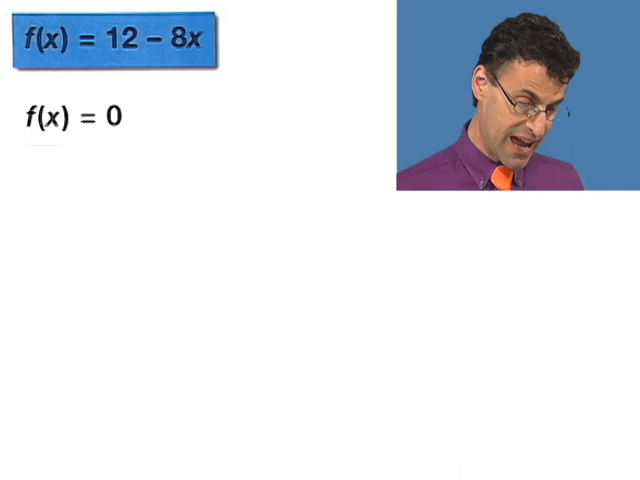 f(x) = 12 − 8x
f(x) = 0